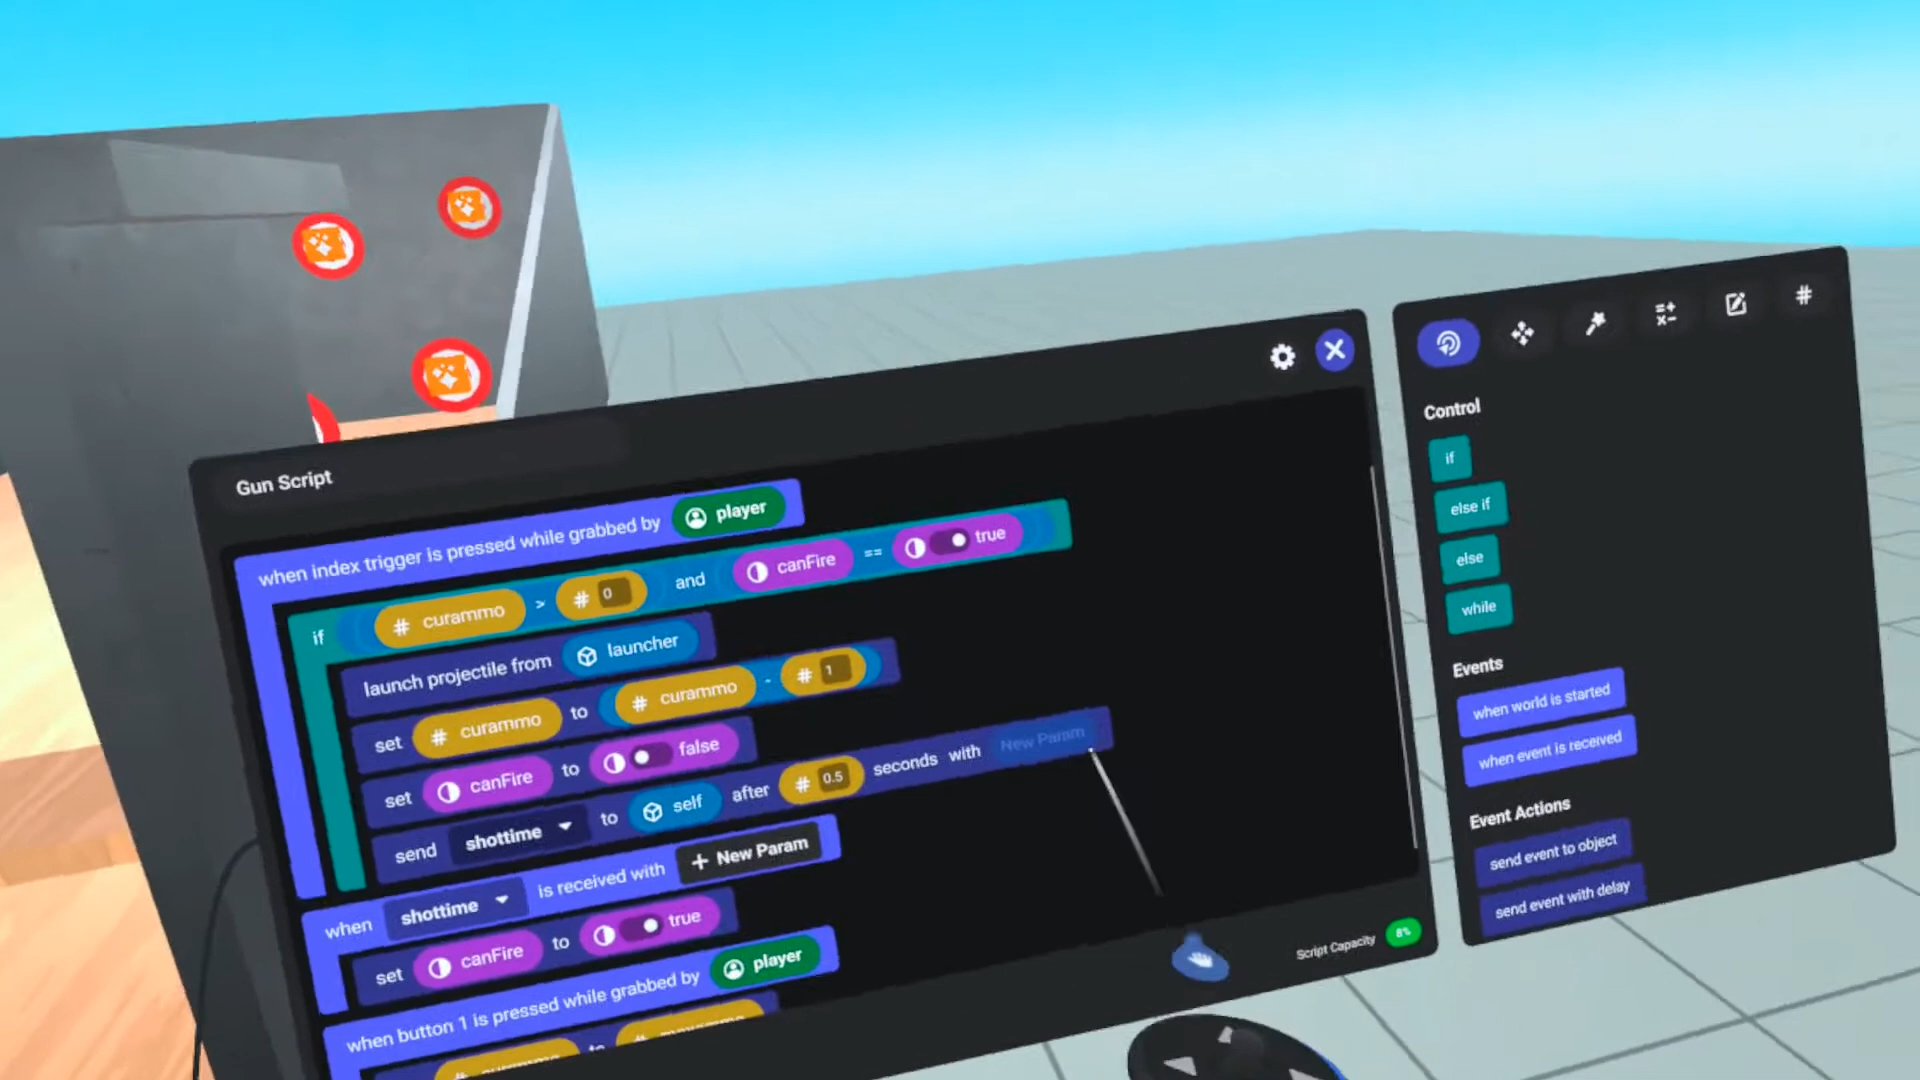 Gun Script
when index trigger is pressed while grabbed by player
if # curammo > # 0 and canFire == true
launch projectile from launcher
set # curammo to # curammo - # 1
set canFire to false
send shottime to self after # 0.5 seconds with New Param
when shottime is received with + New Param
set canFire to true
when button 1 is pressed while grabbed by player
to
Script Capacity 8%
#
Control
if
else if
else
while
Events
when world is started
when event is received
Event Actions
send event to object
send event with delay